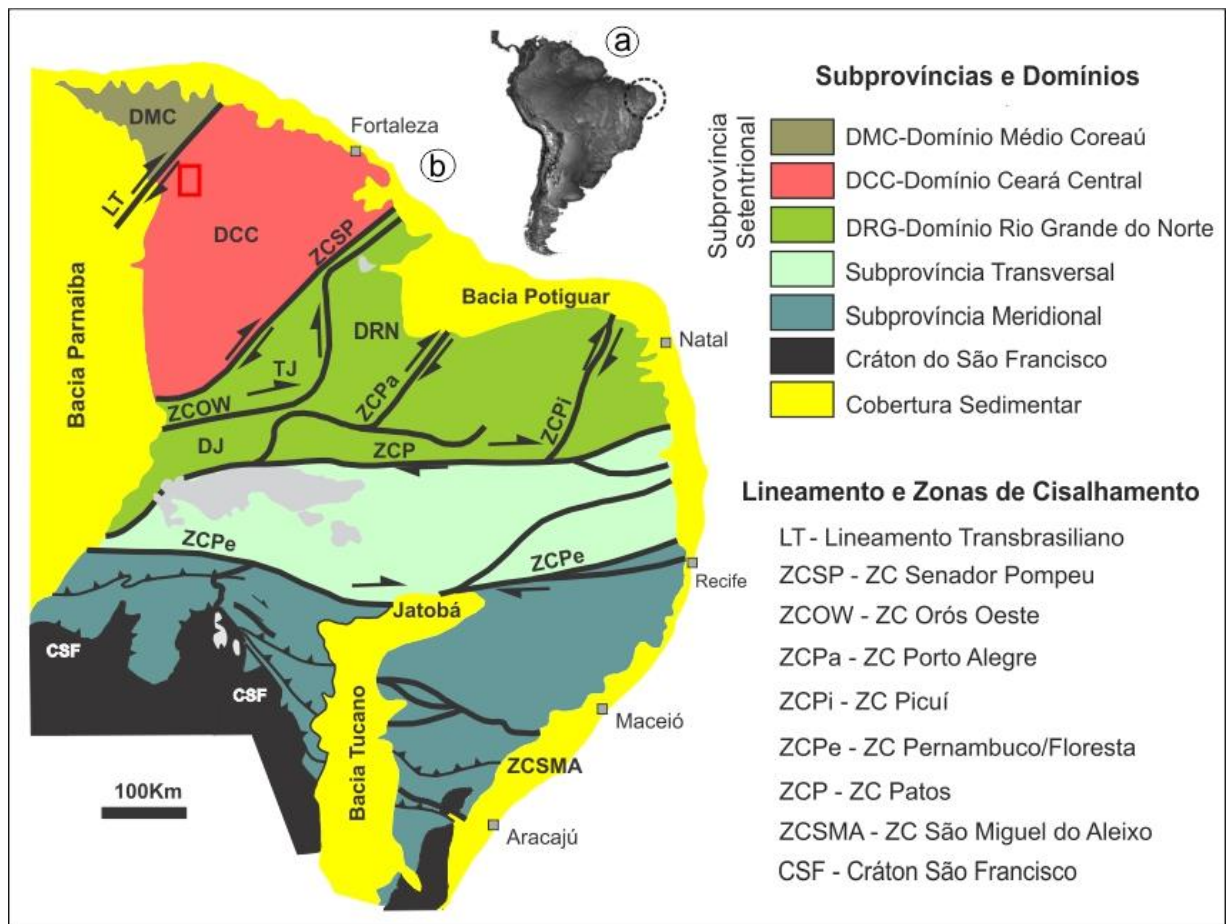 a
b
DMC
Fortaleza
LT
DCC
ZCSP
Bacia Parnaíba
Bacia Potiguar
DRN
Natal
TJ
ZCPa
ZCOW
ZCPi
DJ
ZCP
ZCPe
ZCPe
Recife
Jatobá
CSF
CSF
Bacia Tucano
Maceió
ZCSMA
100Km
Aracajú
Subprovíncias e Domínios
Subprovíncia
Setentrional
DMC-Domínio Médio Coreaú
DCC-Domínio Ceará Central
DRG-Domínio Rio Grande do Norte
Subprovíncia Transversal
Subprovíncia Meridional
Cráton do São Francisco
Cobertura Sedimentar
Lineamento e Zonas de Cisalhamento
LT - Lineamento Transbrasiliano
ZCSP - ZC Senador Pompeu
ZCOW - ZC Orós Oeste
ZCPa - ZC Porto Alegre
ZCPi - ZC Picuí
ZCPe - ZC Pernambuco/Floresta
ZCP - ZC Patos
ZCSMA - ZC São Miguel do Aleixo
CSF - Cráton São Francisco